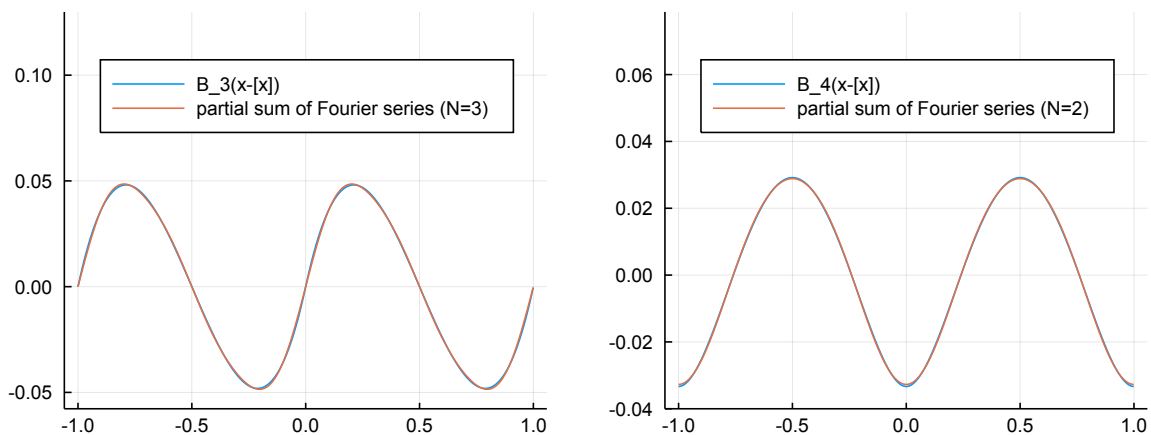 B_3(x-[x])
partial sum of Fourier series (N=3)
0.10
0.05
0.00
-0.05
-1.0 -0.5 0.0 0.5 1.0
B_4(x-[x])
partial sum of Fourier series (N=2)
0.06
0.04
0.02
0.00
-0.02
-0.04
-1.0 -0.5 0.0 0.5 1.0